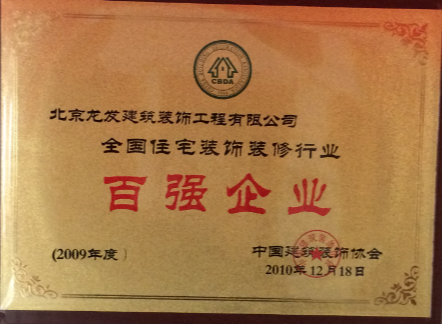 CBDA
北京龙发建筑装饰工程有限公司
全国住宅装饰装修行业
百强企业
(2009年度)
中国建筑装饰协会
2010年12月18日